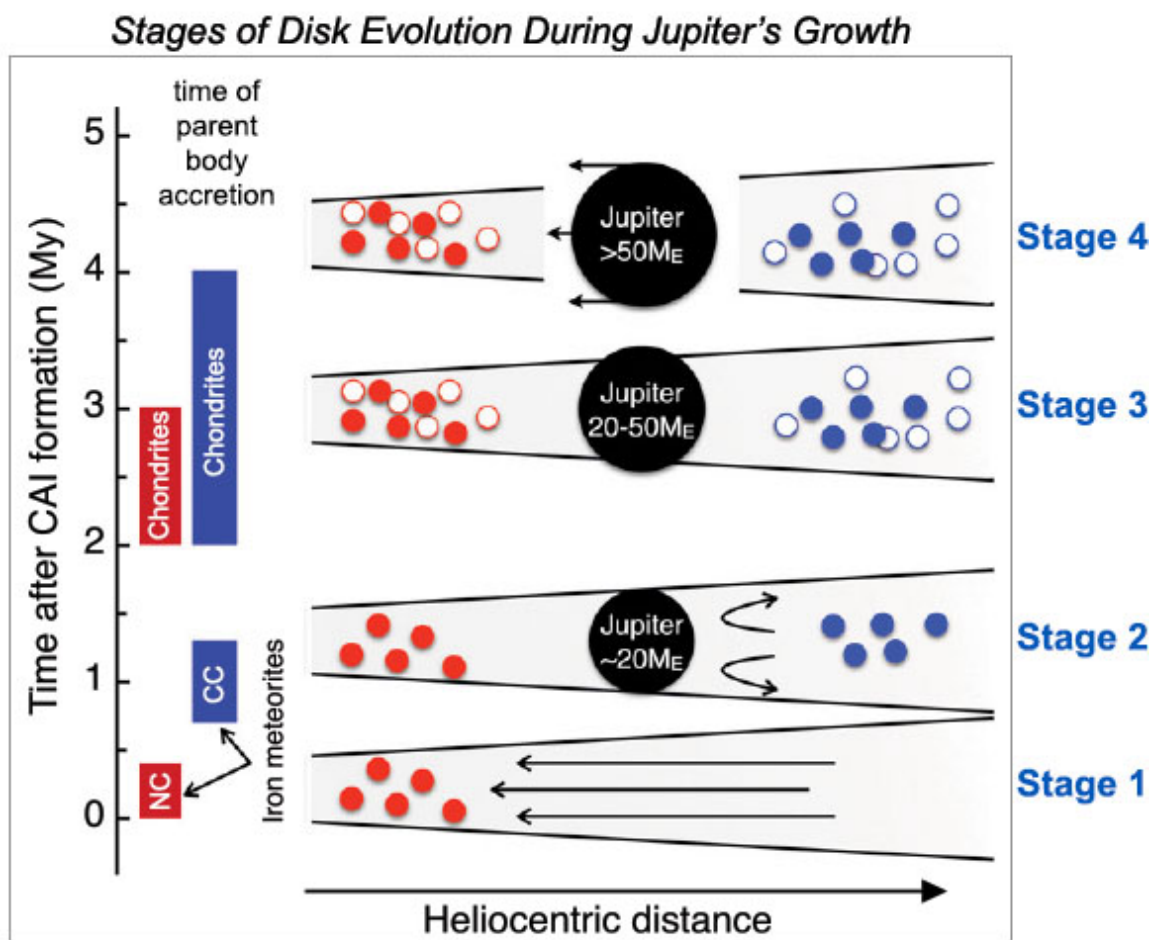 Stages of Disk Evolution During Jupiter's Growth
time of
parent
body
accretion
Time after CAI formation (My)
5
4
3
2
1
0
Chondrites
Chondrites
CC
NC
Iron meteorites
Jupiter
>50ME
Stage 4
Jupiter
20-50ME
Stage 3
Jupiter
~20ME
Stage 2
Stage 1
Heliocentric distance